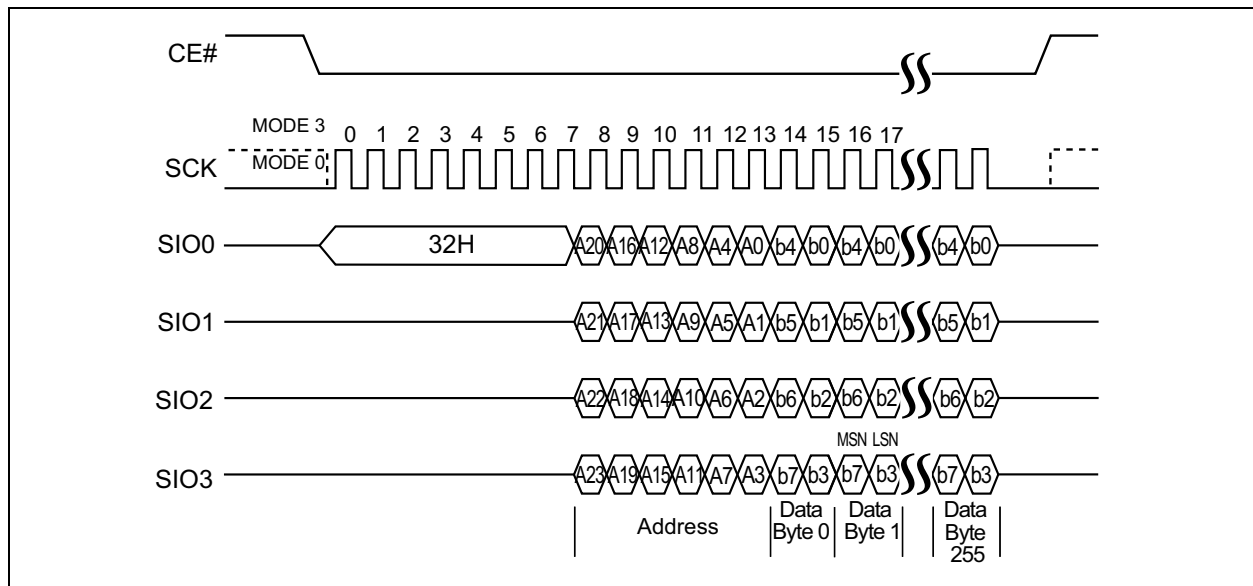 CE#
MODE 3
0 1 2 3 4 5 6 7 8 9 10 11 12 13 14 15 16 17
SCK
MODE 0
SIO0
32H
A20 A16 A12 A8 A4 A0 b4 b0 b4 b0 b4 b0
SIO1
A21 A17 A13 A9 A5 A1 b5 b1 b5 b1 b5 b1
SIO2
A22 A18 A14 A10 A6 A2 b6 b2 b6 b2 b6 b2
MSN LSN
SIO3
A23 A19 A15 A11 A7 A3 b7 b3 b7 b3 b7 b3
Address
Data
Byte 0
Data
Byte 1
Data
Byte
255